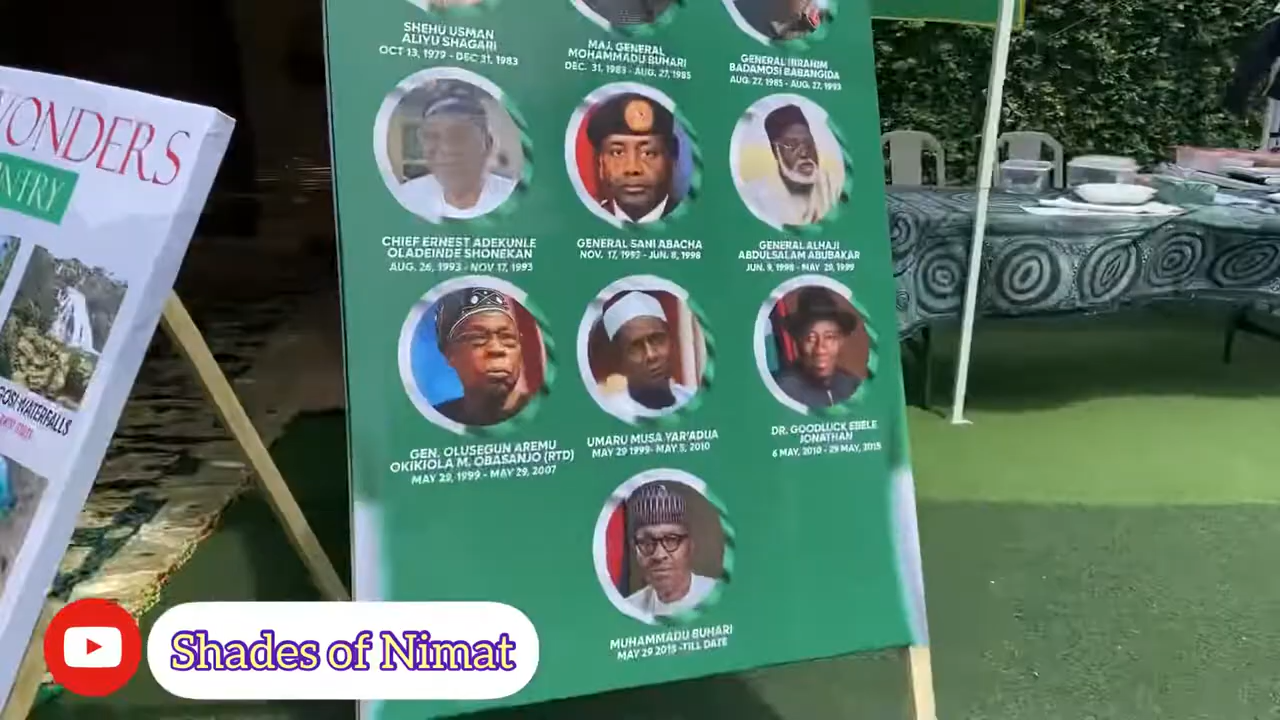 WONDERS
SHEHU USMAN
ALIYU SHAGARI
OCT 13, 1979 - DEC 31, 1983
MAJ. GENERAL
MOHAMMADU BUHARI
DEC. 31, 1983 - AUG. 27, 1985
GENERAL IBRAHIM
BADAMOSI BABANGIDA
AUG. 27, 1985 - AUG. 27, 1993
CHIEF ERNEST ADEKUNLE
OLADEINDE SHONEKAN
AUG. 26, 1993 - NOV 17, 1993
GENERAL SANI ABACHA
NOV. 17, 1992 - JUN. 8, 1998
GENERAL ALHAJI
ABDULSALAM ABUBAKAR
JUN. 9, 1998 - MAY 29, 1999
GEN. OLUSEGUN AREMU
OKIKIOLA M. OBASANJO (RTD)
MAY 29, 1999 - MAY 29, 2007
UMARU MUSA YAR'ADUA
MAY 29 1999- MAY 5, 2010
DR. GOODLUCK EBELE
JONATHAN
6 MAY, 2010 - 29 MAY, 2015
MUHAMMADU BUHARI
MAY 29 2015 -TILL DATE
WATERFALLS
Shades of Nimat